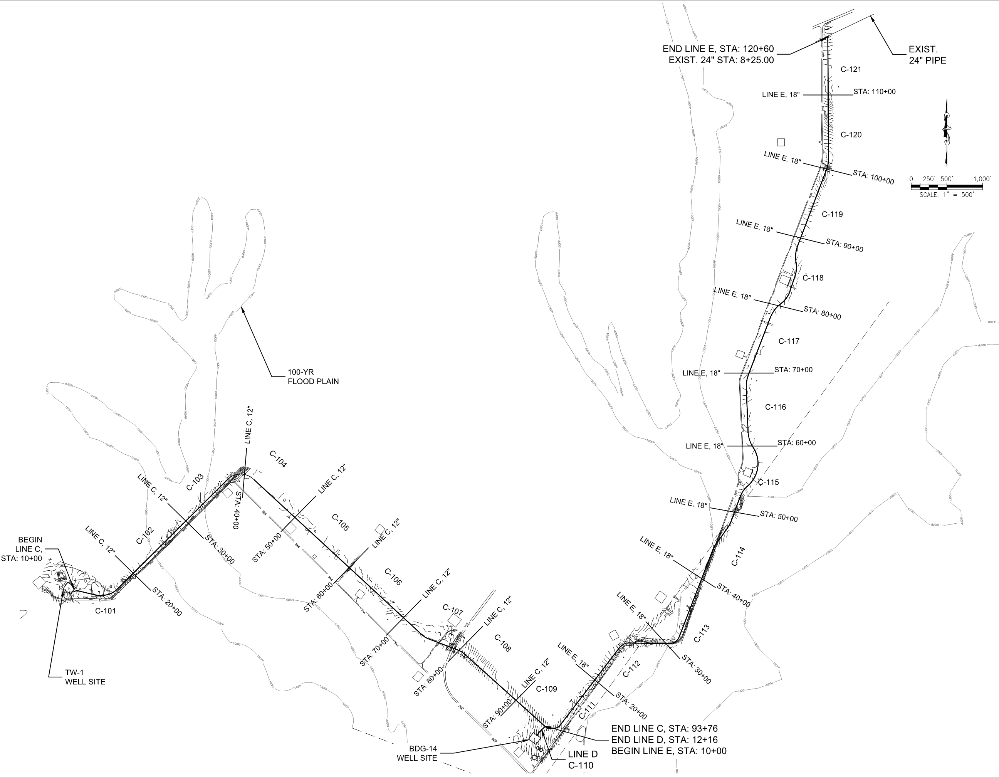 END LINE E, STA: 120+60
EXIST. 24" STA: 8+25.00
EXIST.
24" PIPE
C-121
LINE E, 18"
STA: 110+00
C-120
LINE E, 18"
STA: 100+00
0 250' 500' 1,000'
SCALE: 1" = 500'
C-119
LINE E, 18"
STA: 90+00
C-118
LINE E, 18"
STA: 80+00
C-117
LINE E, 18"
STA: 70+00
C-116
LINE E, 18"
STA: 60+00
C-115
LINE E, 18"
STA: 50+00
C-114
LINE E, 18"
STA: 40+00
C-113
LINE E, 18"
STA: 30+00
C-112
LINE E, 18"
STA: 20+00
C-111
100-YR
FLOOD PLAIN
100FP
BEGIN
LINE C,
STA: 10+00
C-101
TW-1
WELL SITE
LINE C, 12"
STA: 20+00
C-102
LINE C, 12"
STA: 30+00
C-103
LINE C, 12"
STA: 40+00
C-104
LINE C, 12"
STA: 50+00
C-105
LINE C, 12"
STA: 60+00
C-106
LINE C, 12"
STA: 70+00
C-107
LINE C, 12"
STA: 80+00
C-108
LINE C, 12"
STA: 90+00
C-109
END LINE C, STA: 93+76
END LINE D, STA: 12+16
BEGIN LINE E, STA: 10+00
BDG-14
WELL SITE
LINE D
C-110